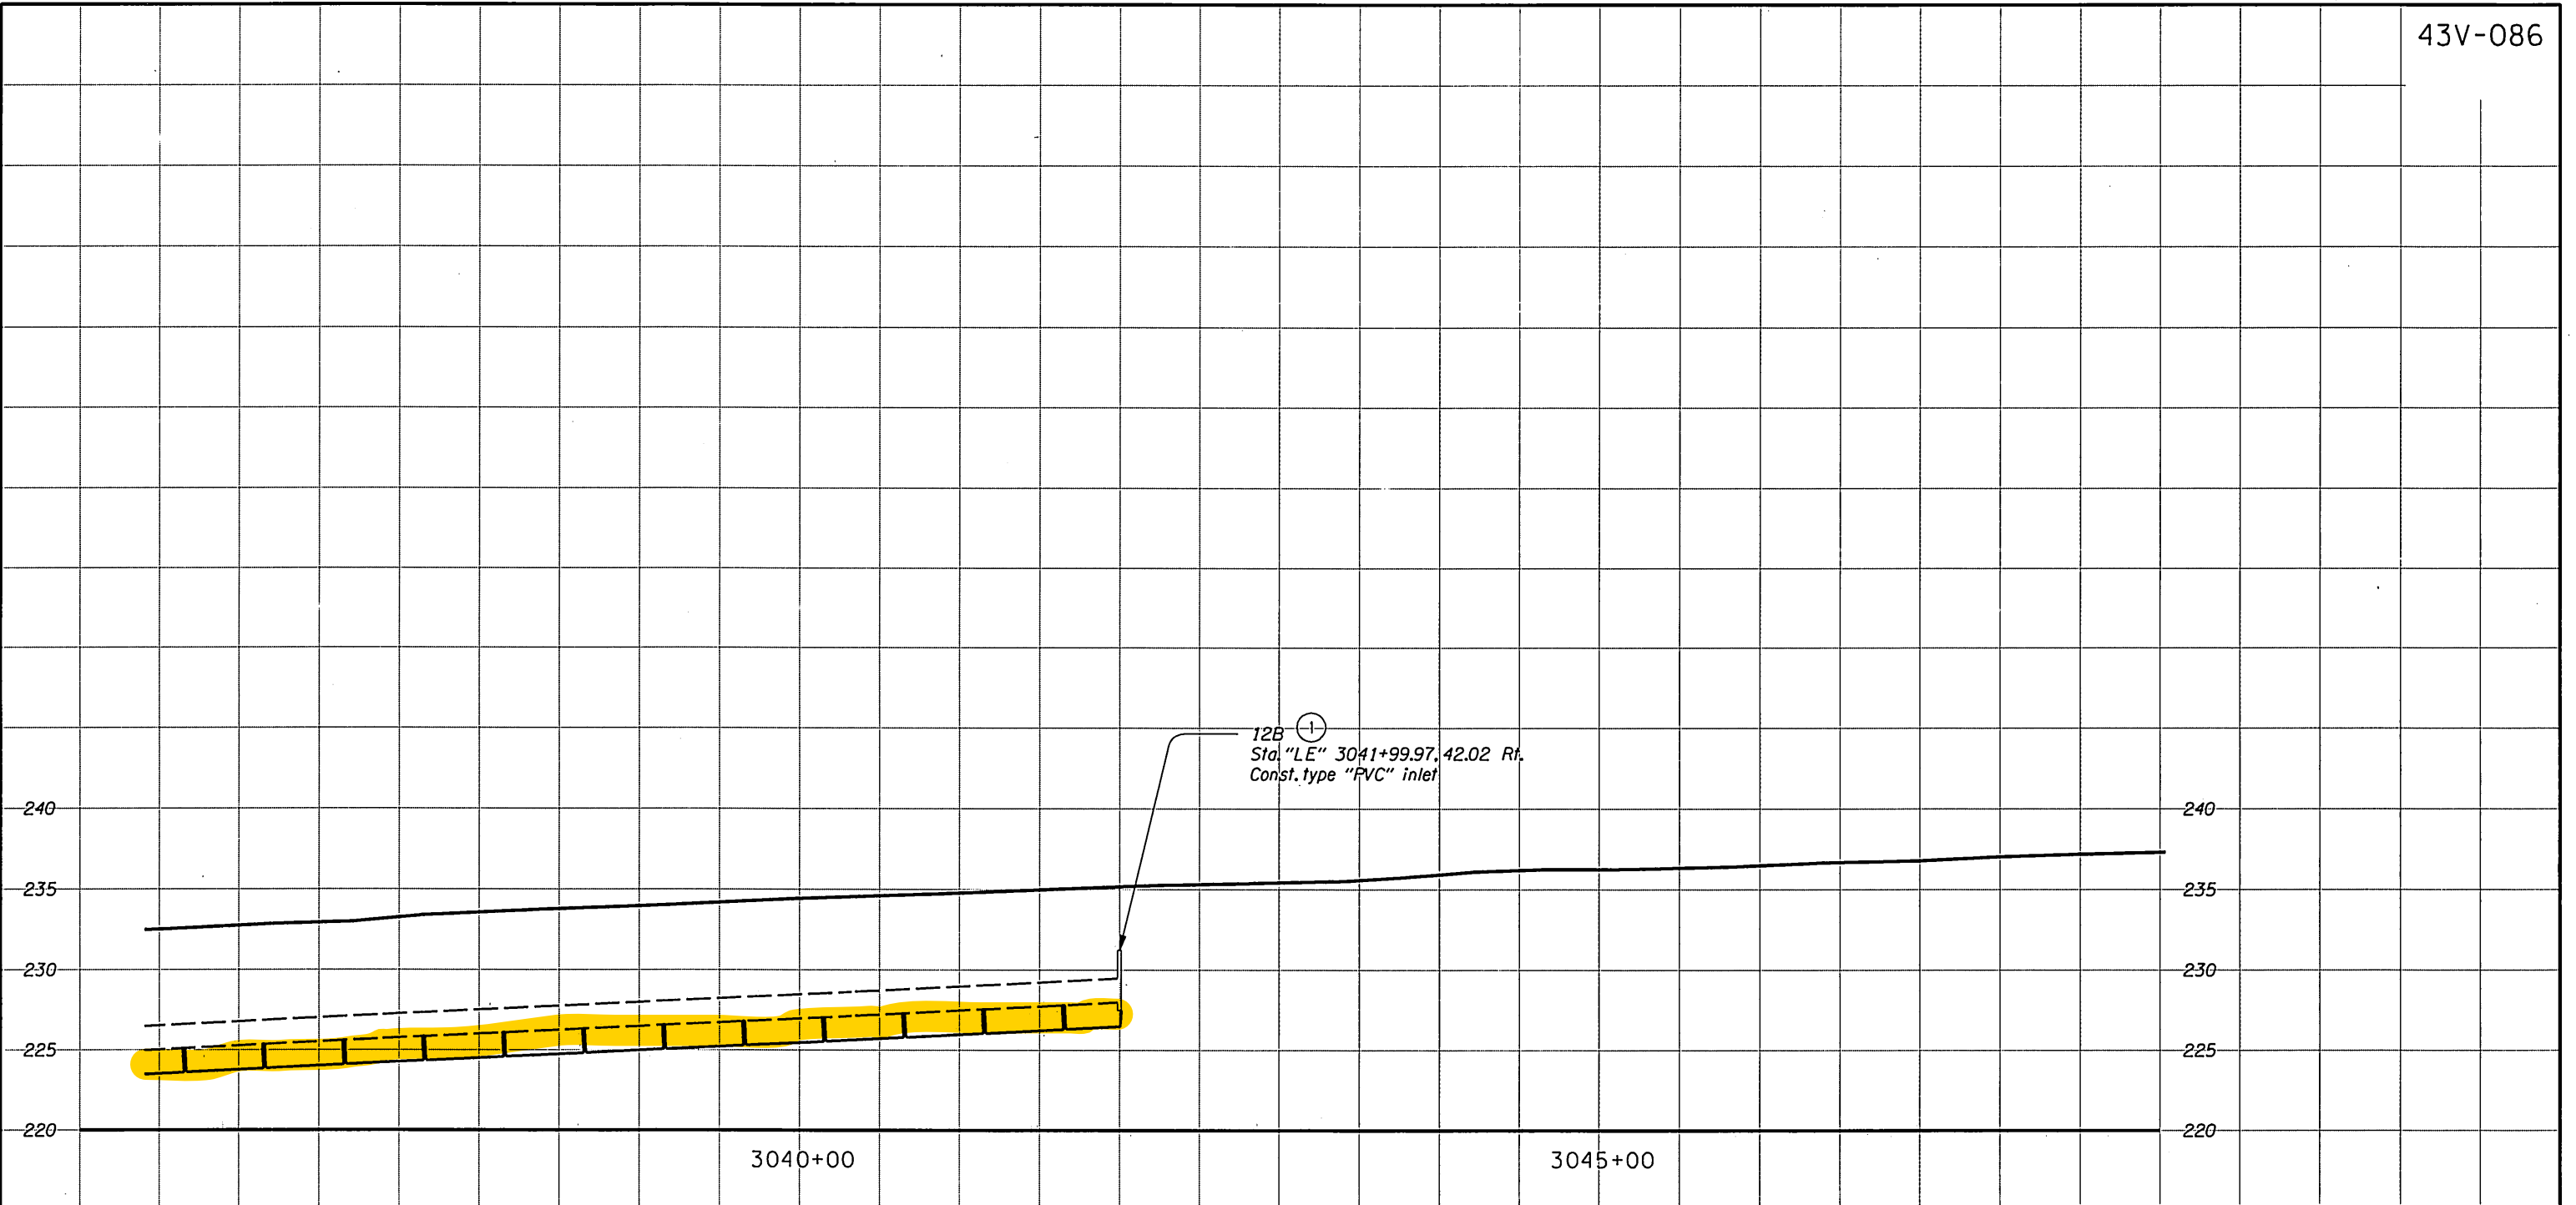 43V-086
12B 1
Sta. "LE" 3041+99.97, 42.02 Rt.
Const. type "PVC" inlet
240 240
235 235
230 230
225 225
220 220
3040+00 3045+00